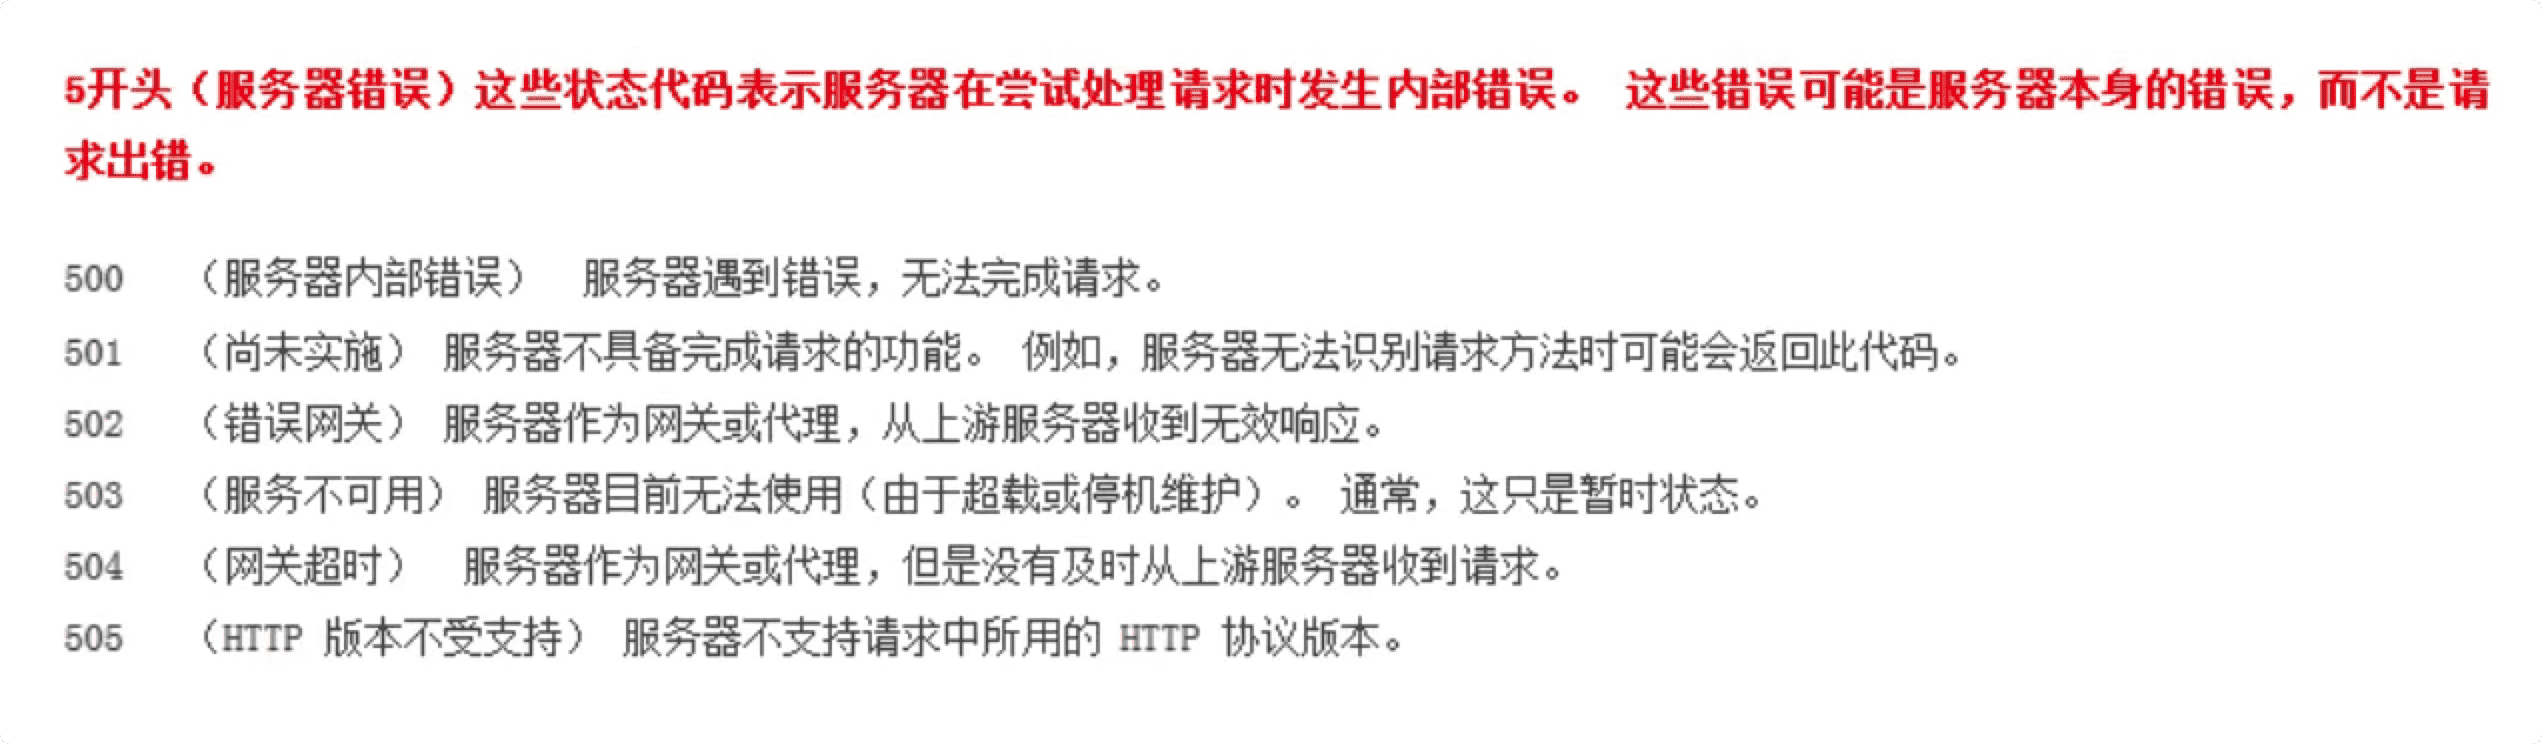 5开头（服务器错误）这些状态代码表示服务器在尝试处理请求时发生内部错误。 这些错误可能是服务器本身的错误，而不是请
求出错。
500 （服务器内部错误） 服务器遇到错误，无法完成请求。
501 （尚未实施） 服务器不具备完成请求的功能。 例如，服务器无法识别请求方法时可能会返回此代码。
502 （错误网关） 服务器作为网关或代理，从上游服务器收到无效响应。
503 （服务不可用） 服务器目前无法使用（由于超载或停机维护）。 通常，这只是暂时状态。
504 （网关超时） 服务器作为网关或代理，但是没有及时从上游服务器收到请求。
505 （HTTP 版本不受支持） 服务器不支持请求中所用的 HTTP 协议版本。